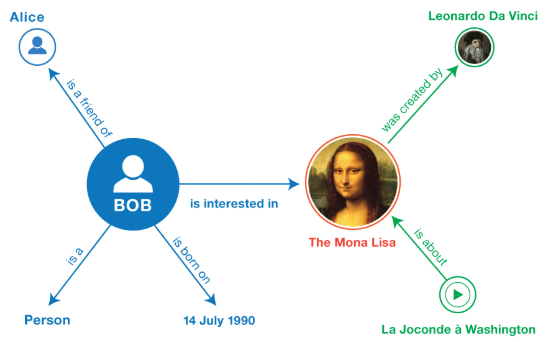 Alice
Leonardo Da Vinci
is a friend of
was created by
BOB
is interested in
The Mona Lisa
is a
is born on
is about
Person
14 July 1990
La Joconde à Washington